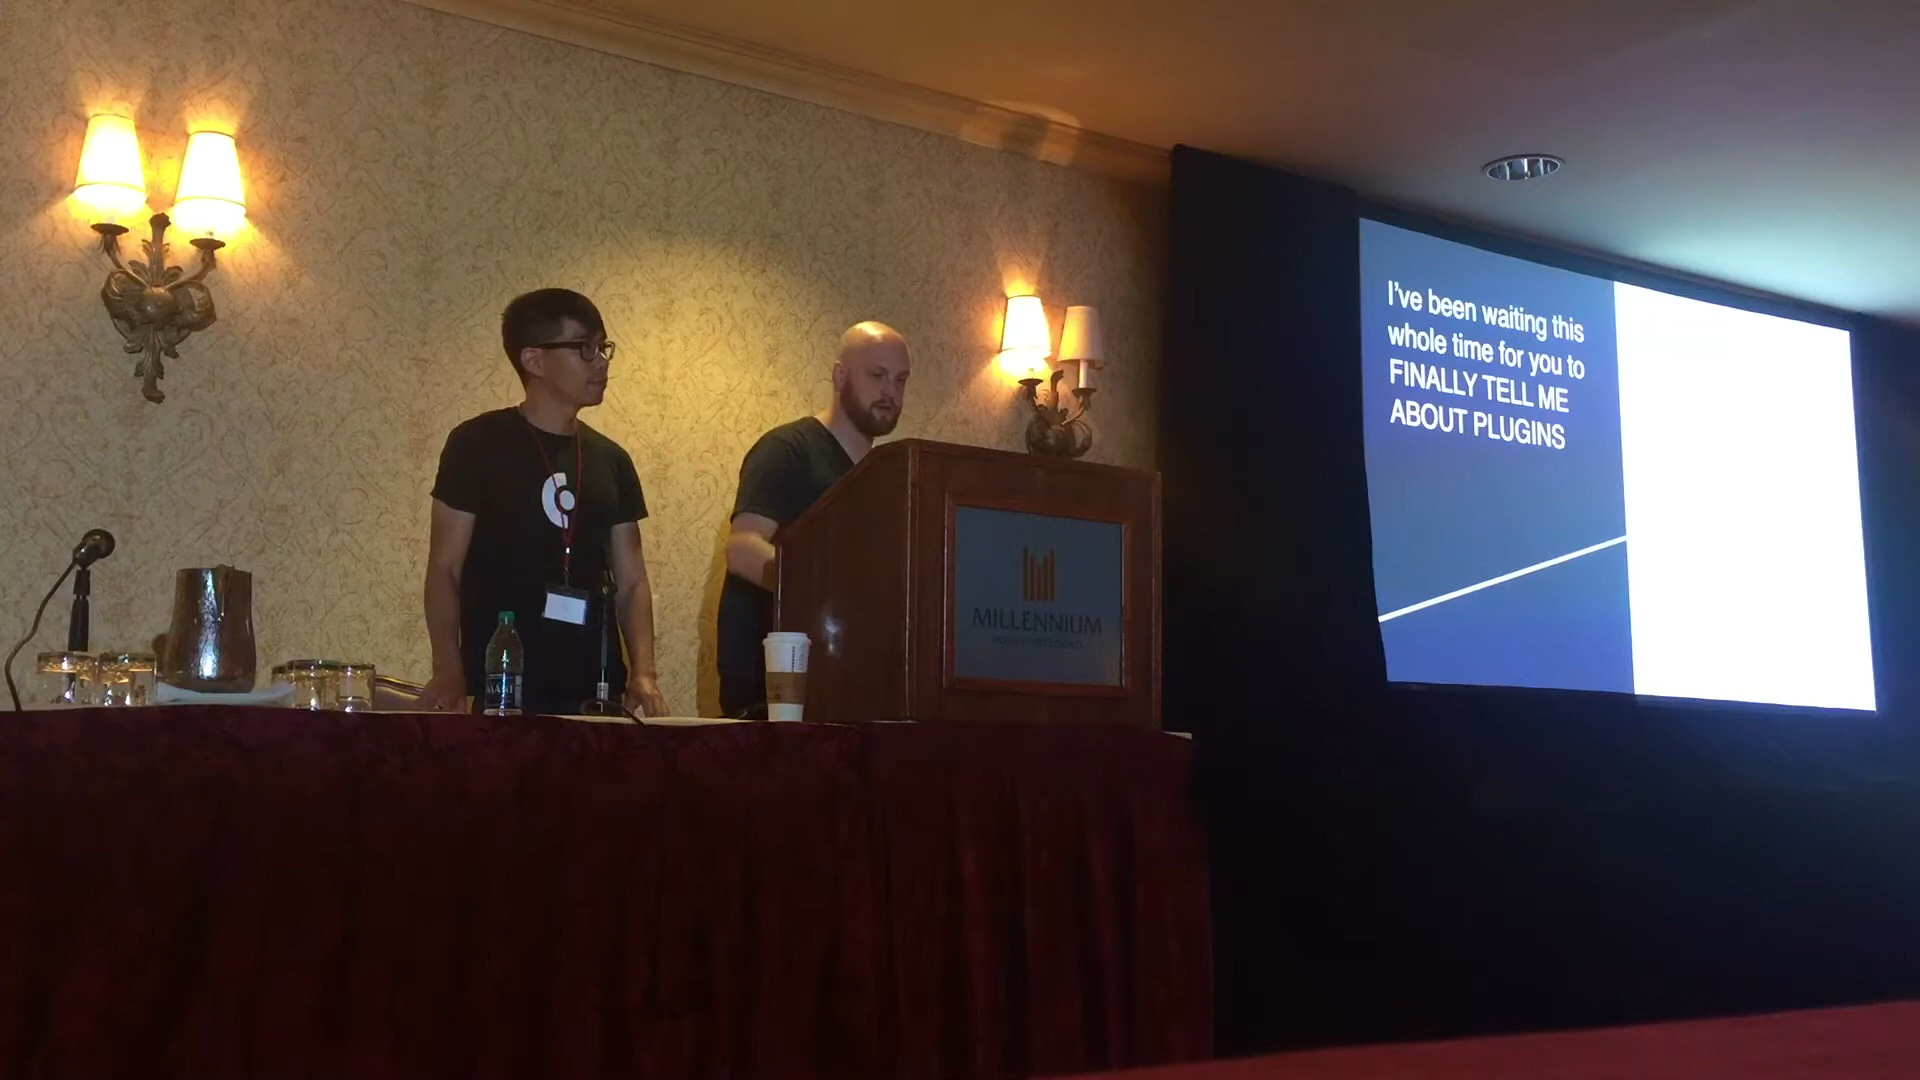 I've been waiting this
whole time for you to
FINALLY TELL ME
ABOUT PLUGINS
MILLENNIUM